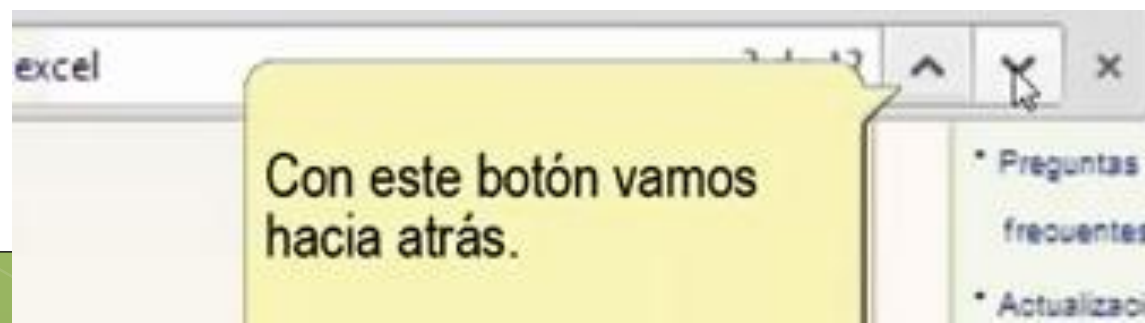 excel
Con este botón vamos
hacia atrás.
Preguntas
frecuentes